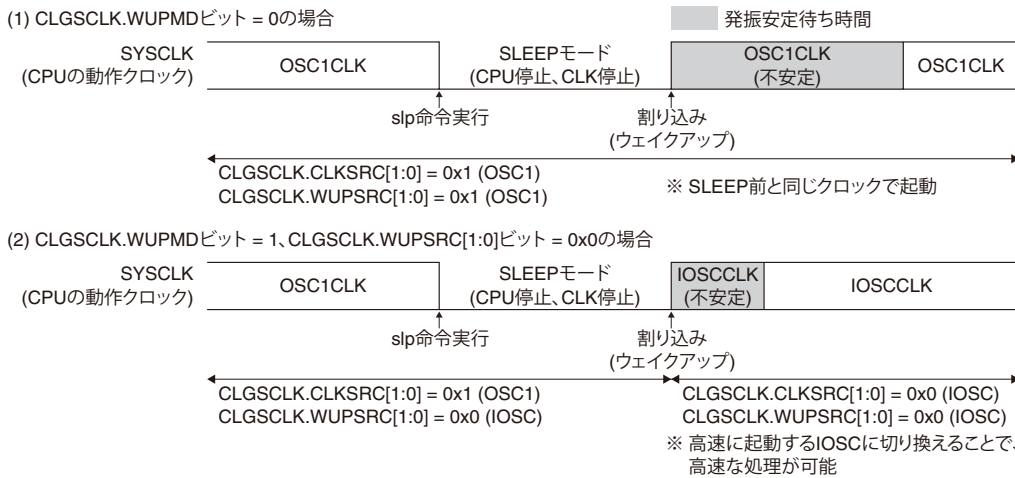 (1) CLGSCLK.WUPMDビット = 0の場合
発振安定待ち時間
SYSCLK
(CPUの動作クロック)
OSC1CLK
SLEEPモード
(CPU停止、CLK停止)
OSC1CLK
(不安定)
OSC1CLK
slp命令実行
割り込み
(ウェイクアップ)
CLGSCLK.CLKSRC[1:0] = 0x1 (OSC1)
CLGSCLK.WUPSRC[1:0] = 0x1 (OSC1)
※ SLEEP前と同じクロックで起動
(2) CLGSCLK.WUPMDビット = 1、CLGSCLK.WUPSRC[1:0]ビット = 0x0の場合
SYSCLK
(CPUの動作クロック)
OSC1CLK
SLEEPモード
(CPU停止、CLK停止)
IOSCCLK
(不安定)
IOSCCLK
slp命令実行
割り込み
(ウェイクアップ)
CLGSCLK.CLKSRC[1:0] = 0x1 (OSC1)
CLGSCLK.WUPSRC[1:0] = 0x0 (IOSC)
CLGSCLK.CLKSRC[1:0] = 0x0 (IOSC)
CLGSCLK.WUPSRC[1:0] = 0x0 (IOSC)
※ 高速に起動するIOSCに切り換えることで、
高速な処理が可能